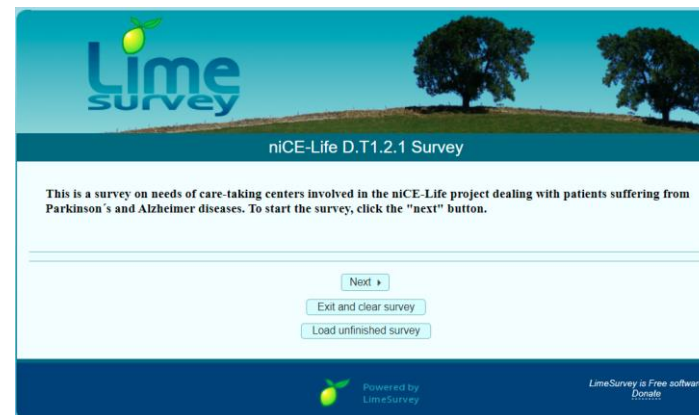 Lime
survey
niCE-Life D.T1.2.1 Survey
This is a survey on needs of care-taking centers involved in the niCE-Life project dealing with patients suffering from
Parkinson´s and Alzheimer diseases. To start the survey, click the "next" button.
Next
Exit and clear survey
Load unfinished survey
Powered by
LimeSurvey
LimeSurvey is Free softwar
Donate